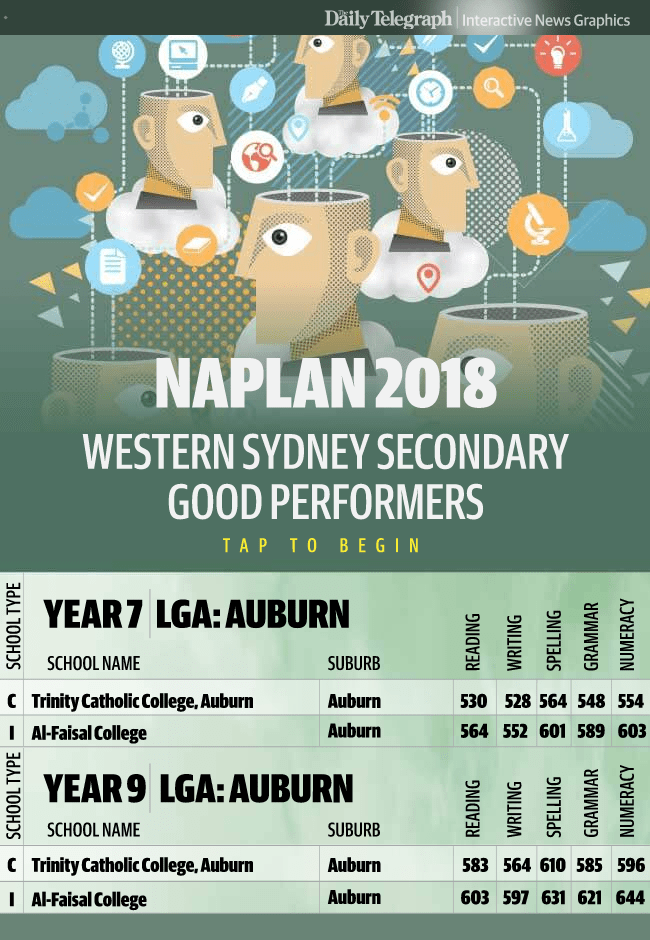 The Daily Telegraph | Interactive News Graphics
NAPLAN 2018
WESTERN SYDNEY SECONDARY
GOOD PERFORMERS
TAP TO BEGIN
SCHOOL TYPE
YEAR 7 | LGA: AUBURN
SCHOOL NAME SUBURB READING WRITING SPELLING GRAMMAR NUMERACY
C Trinity Catholic College, Auburn Auburn 530 528 564 548 554
I Al-Faisal College Auburn 564 552 601 589 603
SCHOOL TYPE
YEAR 9 | LGA: AUBURN
SCHOOL NAME SUBURB READING WRITING SPELLING GRAMMAR NUMERACY
C Trinity Catholic College, Auburn Auburn 583 564 610 585 596
I Al-Faisal College Auburn 603 597 631 621 644